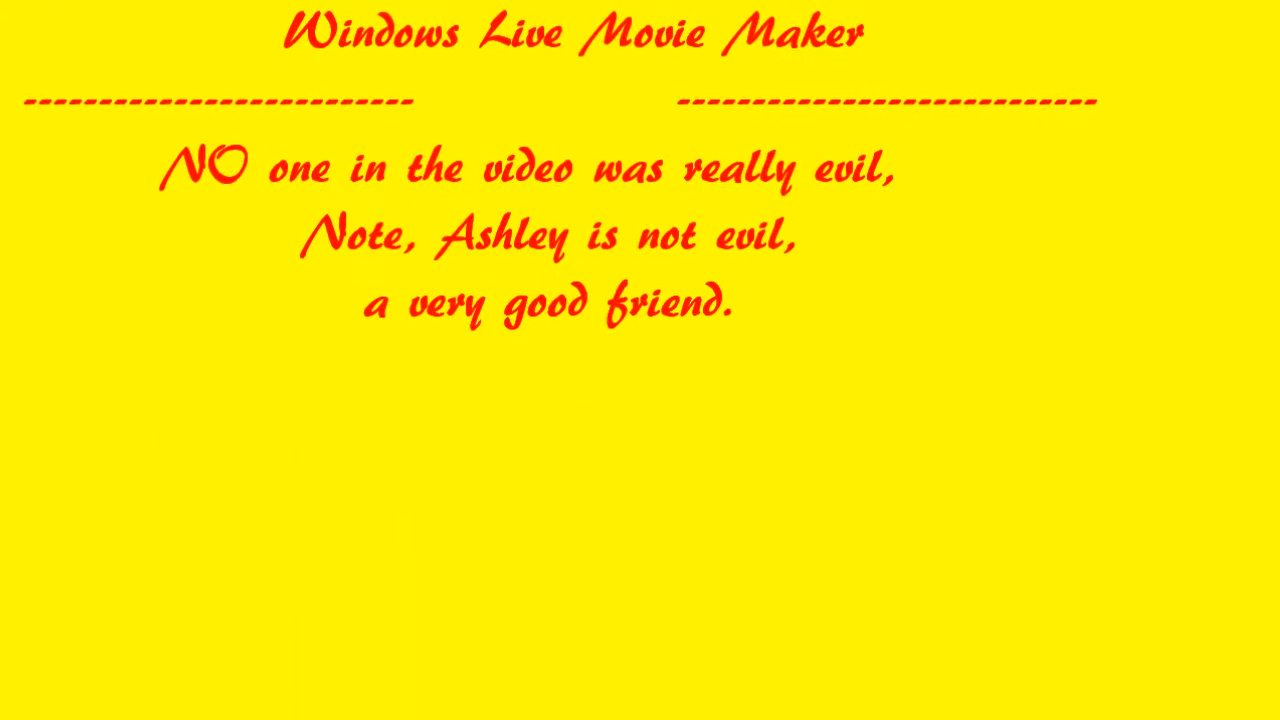 Windows Live Movie Maker
-------------------------- ----------------------------
NO one in the video was really evil,
Note, Ashley is not evil,
a very good friend.